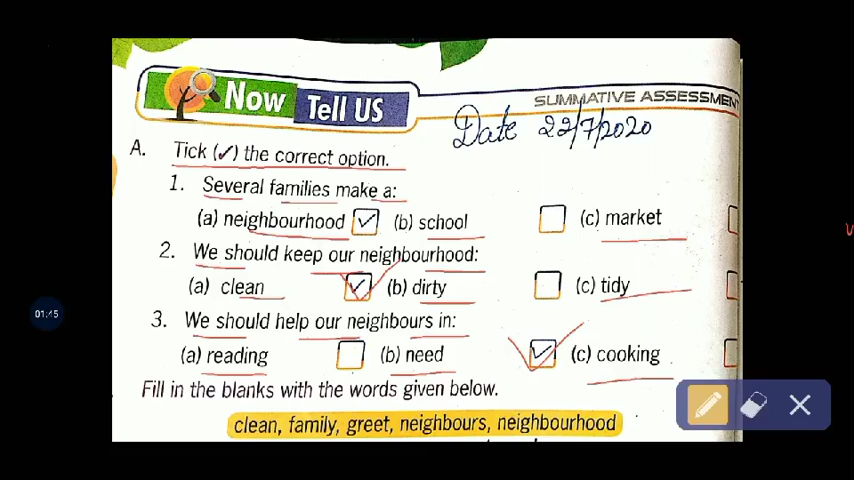 Now Tell US
SUMMATIVE ASSESSMENT
Date 22/7/2020
A. Tick (✓) the correct option.
1. Several families make a:
(a) neighbourhood ✓ (b) school (c) market
2. We should keep our neighbourhood:
(a) clean ✓ (b) dirty (c) tidy
3. We should help our neighbours in:
(a) reading (b) need ✓ (c) cooking
Fill in the blanks with the words given below.
clean, family, greet, neighbours, neighbourhood
01:45